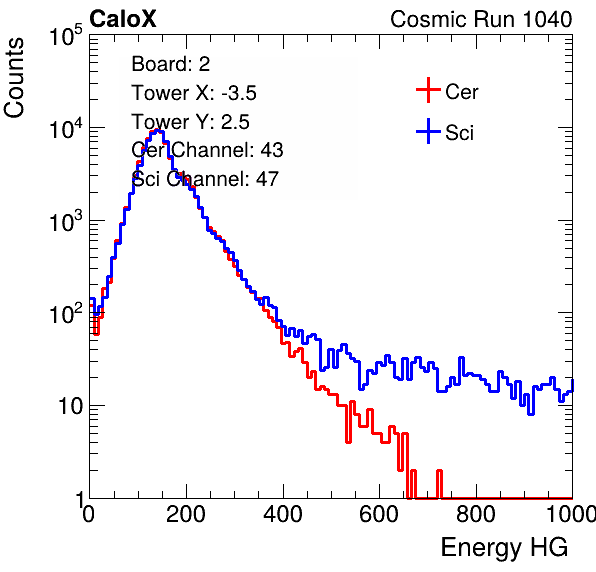 CaloX Cosmic Run 1040
Counts
10^5
10^4
10^3
10^2
10
1
Board: 2
Tower X: -3.5
Tower Y: 2.5
Cer Channel: 43
Sci Channel: 47
Cer
Sci
0 200 400 600 800 1000
Energy HG